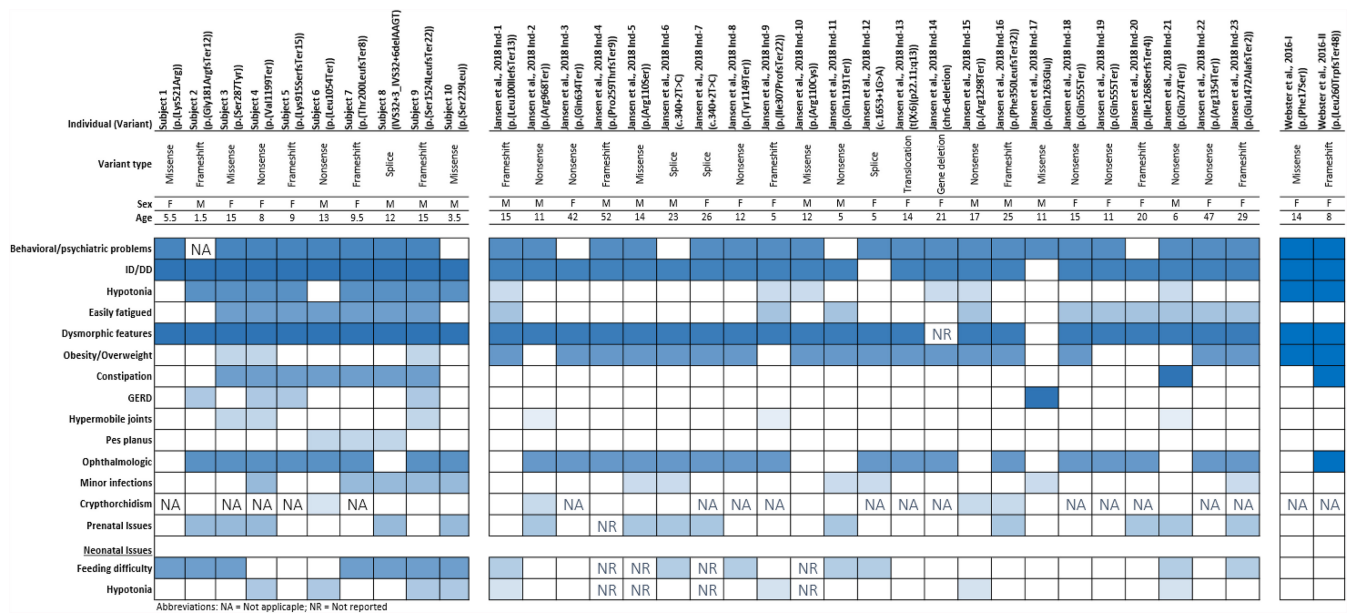 Individual (Variant)
Subject 1
(p.(Lys521Arg))
Subject 2
(p.(Gly181ArgfsTer12))
Subject 3
(p.(Ser287Tyr))
Subject 4
(p.(Val1199Ter))
Subject 5
(p.(Lys915SerfsTer15))
Subject 6
(p.(Leu1054Ter))
Subject 7
(p.(Thr200LeufsTer8))
Subject 8
(IVS32+3_IVS32+6delAAGT)
Subject 9
(p.(Ser1524LeufsTer22))
Subject 10
(p.(Ser229Leu))
Jansen et al., 2018 Ind-1
(p.(Leu100IlefsTer13))
Jansen et al., 2018 Ind-2
(p.(Arg968Ter))
Jansen et al., 2018 Ind-3
(p.(Gln634Ter))
Jansen et al., 2018 Ind-4
(p.(Pro259ThrfsTer9))
Jansen et al., 2018 Ind-5
(p.(Arg110Ser))
Jansen et al., 2018 Ind-6
(c.340+2T>C)
Jansen et al., 2018 Ind-7
(c.340+2T>C)
Jansen et al., 2018 Ind-8
(p.(Tyr1149Ter))
Jansen et al., 2018 Ind-9
(p.(Ile307ProfsTer22))
Jansen et al., 2018 Ind-10
(p.(Arg110Cys))
Jansen et al., 2018 Ind-11
(p.(Gln1191Ter))
Jansen et al., 2018 Ind-12
(c.1653+1G>A)
Jansen et al., 2018 Ind-13
(t(X;6)(p22.11;q13))
Jansen et al., 2018 Ind-14
(chr6-deletion)
Jansen et al., 2018 Ind-15
(p.(Arg1298Ter))
Jansen et al., 2018 Ind-16
(p.(Phe350LeufsTer32))
Jansen et al., 2018 Ind-17
(p.(Gln1263Glu))
Jansen et al., 2018 Ind-18
(p.(Gln555Ter))
Jansen et al., 2018 Ind-19
(p.(Gln555Ter))
Jansen et al., 2018 Ind-20
(p.(Ile1268SerfsTer4))
Jansen et al., 2018 Ind-21
(p.(Gln274Ter))
Jansen et al., 2018 Ind-22
(p.(Arg1354Ter))
Jansen et al., 2018 Ind-23
(p.(Glu1472AlafsTer2))
Webster et al., 2016-I
(p.(Phe175Ser))
Webster et al., 2016-II
(p.(Leu260TrpfsTer48))
Variant type Missense Frameshift Missense Nonsense Frameshift Nonsense Frameshift Splice Frameshift Missense Frameshift Nonsense Nonsense Frameshift Missense Splice Splice Nonsense Frameshift Missense Nonsense Splice Translocation Gene deletion Nonsense Frameshift Missense Nonsense Nonsense Frameshift Nonsense Nonsense Frameshift Missense Frameshift
Sex F M F F F M F M M M M M F M M M F F F M M F F F M M M F F F F F F
Age 5.5 1.5 15 8 9 13 9.5 12 15 3.5 15 11 42 52 14 23 26 12 5 12 5 5 14 21 17 25 11 15 11 20 6 47 29 14 8
Behavioral/psychiatric problems NA
ID/DD
Hypotonia
Easily fatigued
Dysmorphic features NR
Obesity/Overweight
Constipation
GERD
Hypermobile joints
Pes planus
Ophthalmologic
Minor infections
Crypthorchidism NA NA NA NA NA NA NA NA NA NA NA NA NA NA NA NA NA NA NA
Prenatal Issues NR
Neonatal Issues
Feeding difficulty NR NR NR NR
Hypotonia NR NR NR NR
Abbreviations: NA = Not applicable; NR = Not reported